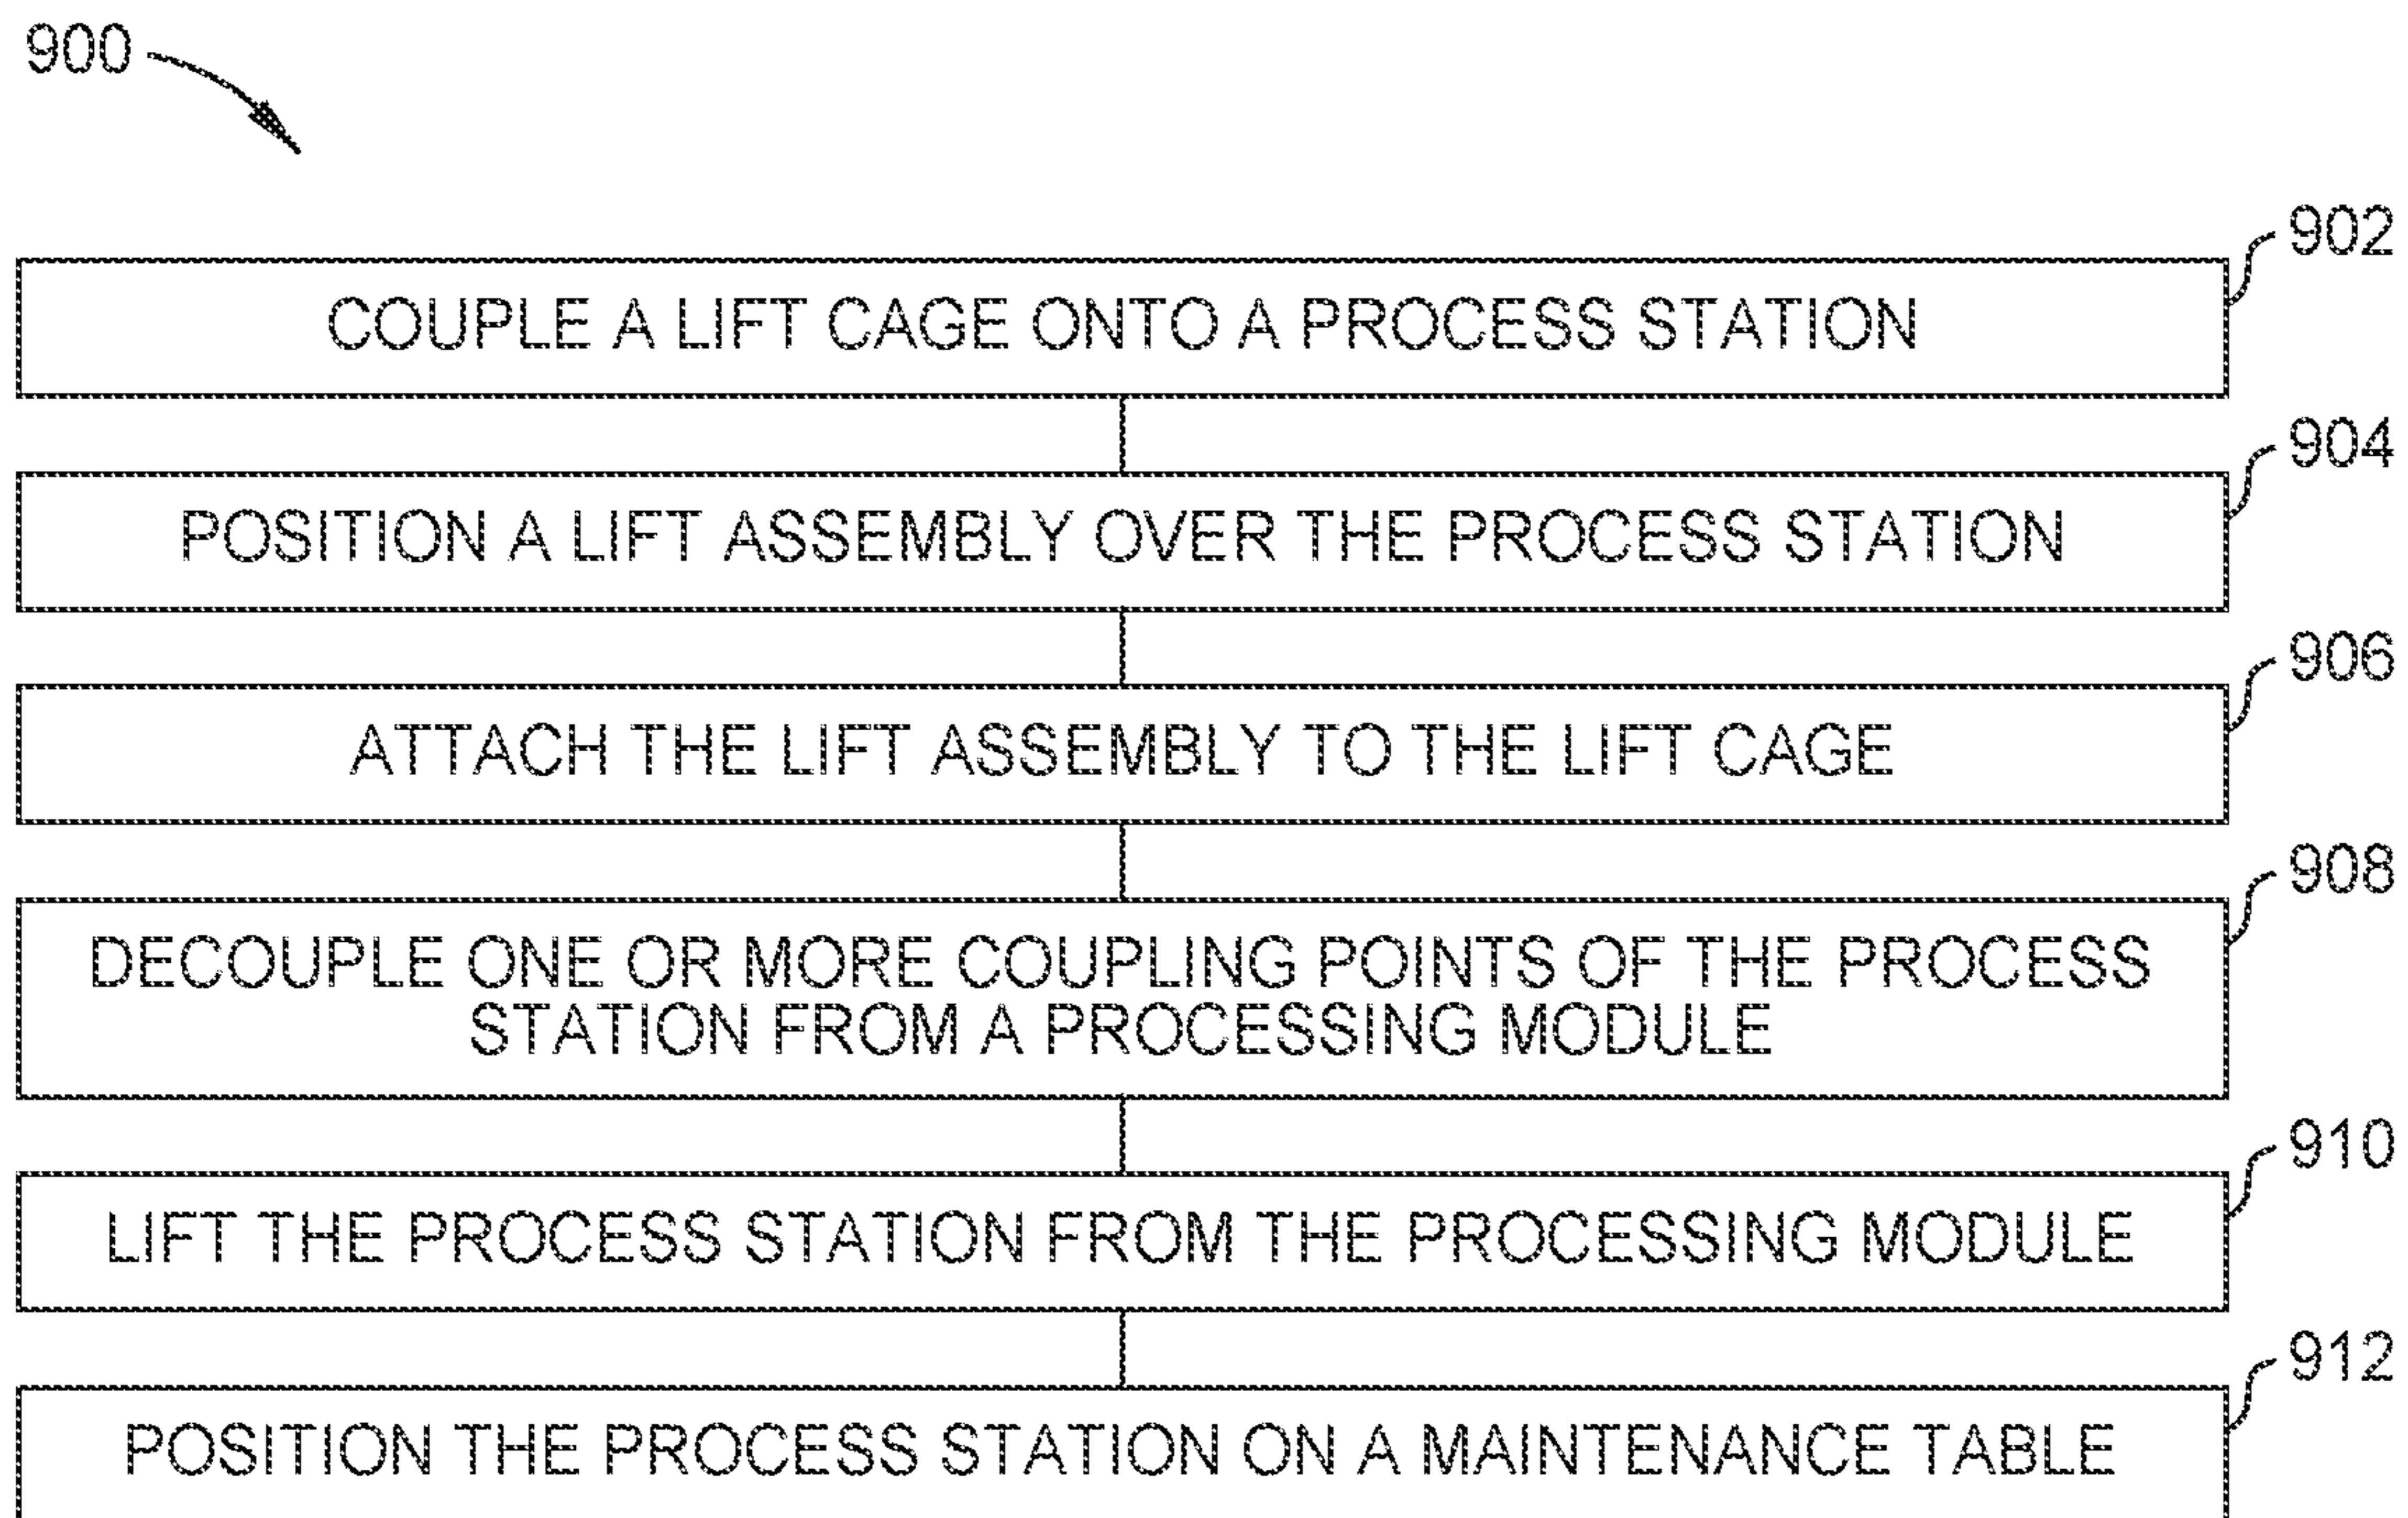 900
902
COUPLE A LIFT CAGE ONTO A PROCESS STATION
904
POSITION A LIFT ASSEMBLY OVER THE PROCESS STATION
906
ATTACH THE LIFT ASSEMBLY TO THE LIFT CAGE
908
DECOUPLE ONE OR MORE COUPLING POINTS OF THE PROCESS
STATION FROM A PROCESSING MODULE
910
LIFT THE PROCESS STATION FROM THE PROCESSING MODULE
912
POSITION THE PROCESS STATION ON A MAINTENANCE TABLE